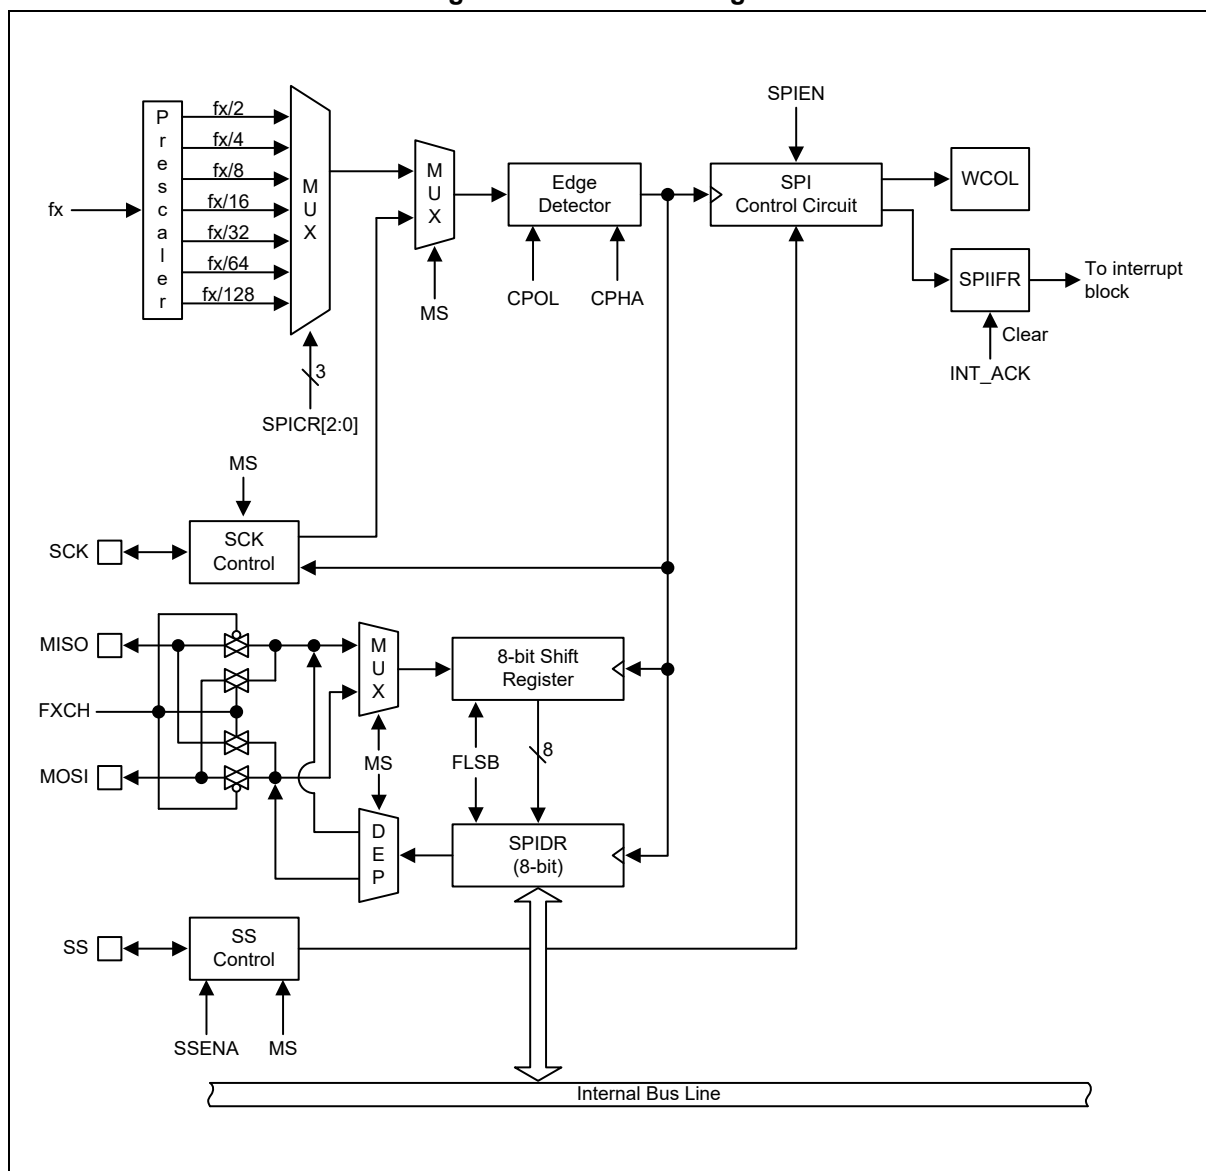 fx
Prescaler
fx/2
fx/4
fx/8
fx/16
fx/32
fx/64
fx/128
MUX
3
SPICR[2:0]
MUX
MS
Edge
Detector
CPOL
CPHA
SPIEN
SPI
Control Circuit
WCOL
SPIIFR
To interrupt
block
Clear
INT_ACK
MS
SCK
SCK
Control
MISO
FXCH
MOSI
MUX
MS
DEP
8-bit Shift
Register
FLSB
8
SPIDR
(8-bit)
SS
SS
Control
SSENA
MS
Internal Bus Line